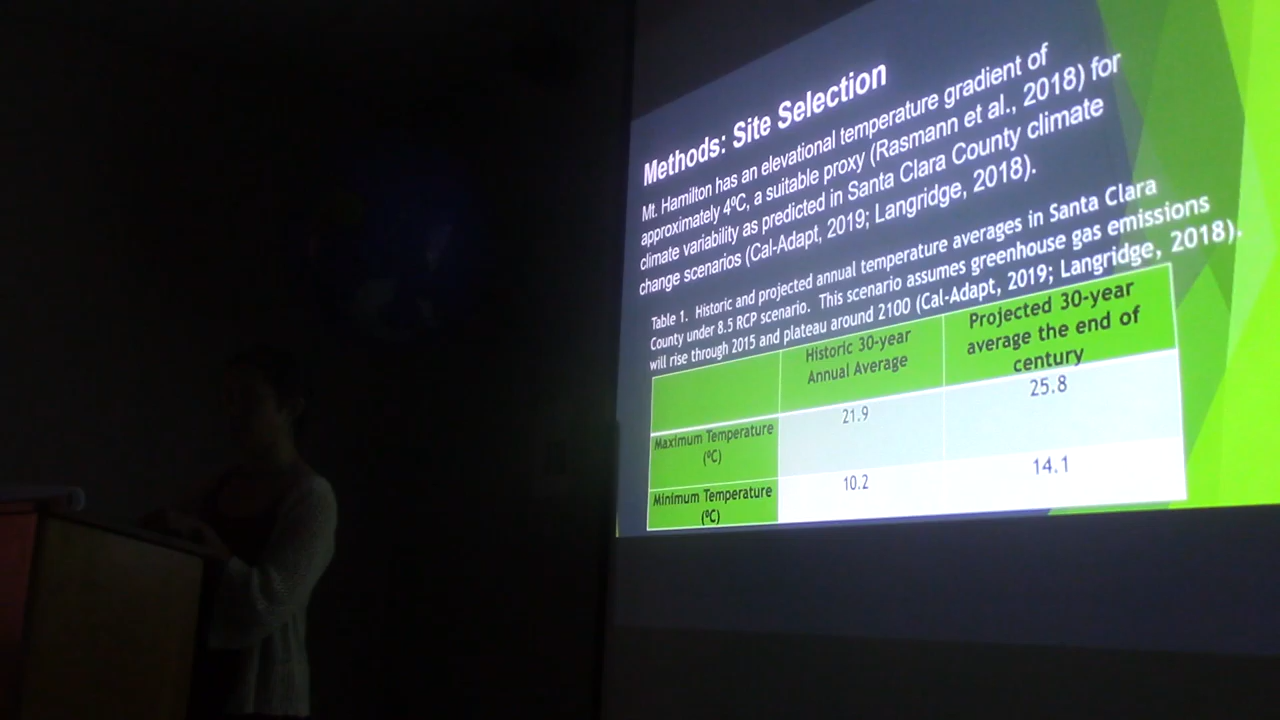 Methods: Site Selection
Mt. Hamilton has an elevational temperature gradient of
approximately 4ºC, a suitable proxy (Rasmann et al., 2018) for
climate variability as predicted in Santa Clara County climate
change scenarios (Cal-Adapt, 2019; Langridge, 2018).
Table 1. Historic and projected annual temperature averages in Santa Clara
County under 8.5 RCP scenario. This scenario assumes greenhouse gas emissions
will rise through 2015 and plateau around 2100 (Cal-Adapt, 2019; Langridge, 2018).
Historic 30-year
Annual Average
Projected 30-year
average the end of
century
Maximum Temperature
(ºC)
21.9
25.8
Minimum Temperature
(ºC)
10.2
14.1